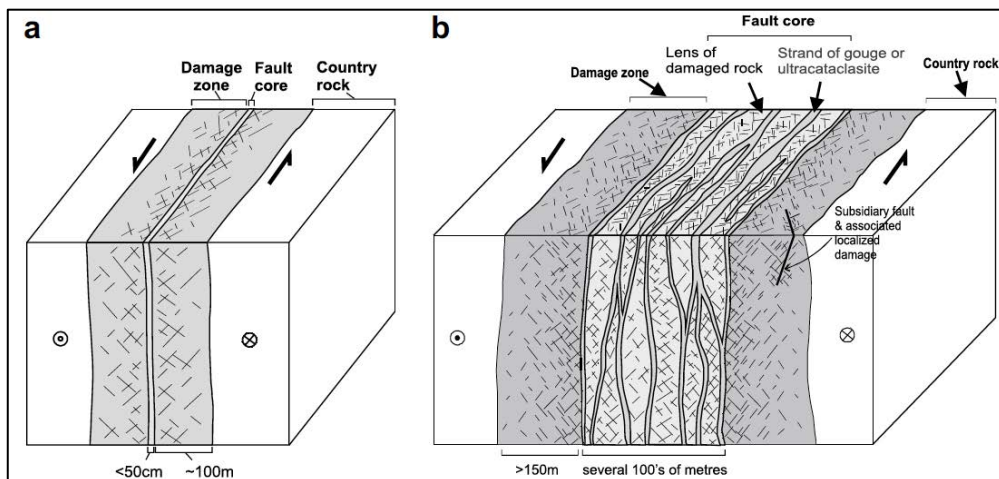 a
Damage
zone
Fault
core
Country
rock
<50cm
~100m
b
Fault core
Lens of
damaged rock
Strand of gouge or
ultracataclasite
Damage zone
Country rock
Subsidiary fault
& associated
localized
damage
>150m
several 100's of metres